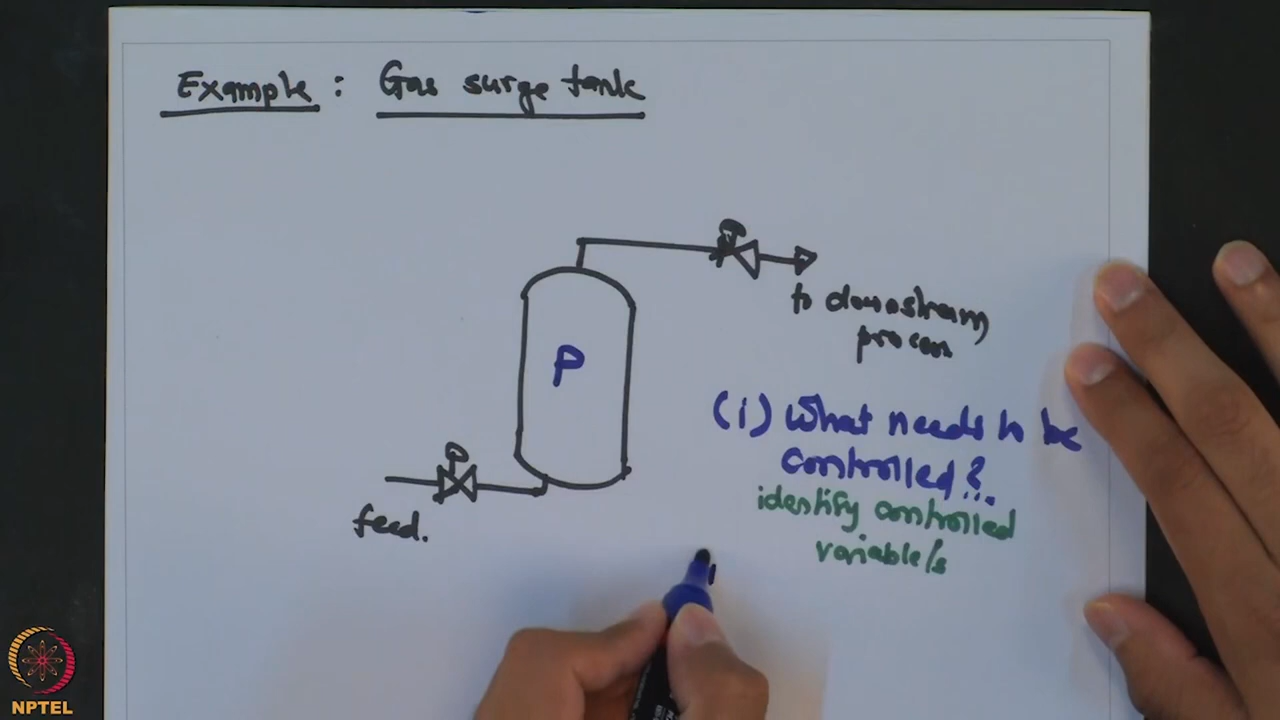 Example : Gas surge tank
to downstream
process
P
(i) What needs to be
controlled?
identify controlled
variable/s
feed.
NPTEL